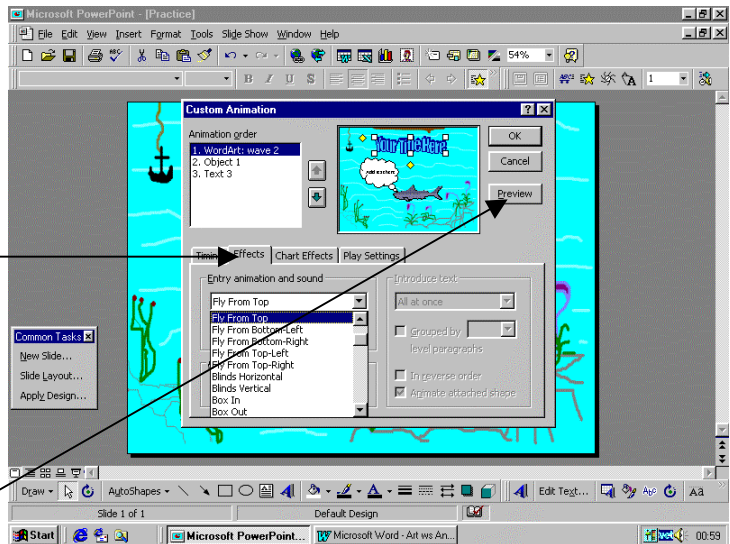 Microsoft PowerPoint - [Practice]
File Edit View Insert Format Tools Slide Show Window Help
54%
B I U S
1
Custom Animation
Animation order
1. WordArt: wave 2
2. Object 1
3. Text 3
Your Title Here
Add text here
OK
Cancel
Preview
Timing Effects Chart Effects Play Settings
Entry animation and sound
Fly From Top
Fly From Top
Fly From Bottom-Left
Fly From Bottom-Right
Fly From Top-Left
Fly From Top-Right
Blinds Horizontal
Blinds Vertical
Box In
Box Out
Introduce text
All at once
Grouped by
level paragraphs
In reverse order
Animate attached shape
Common Tasks
New Slide...
Slide Layout...
Apply Design...
Draw AutoShapes Edit Text... Aa
Slide 1 of 1 Default Design
Start Microsoft PowerPoint... Microsoft Word - Art ws An... 00:59